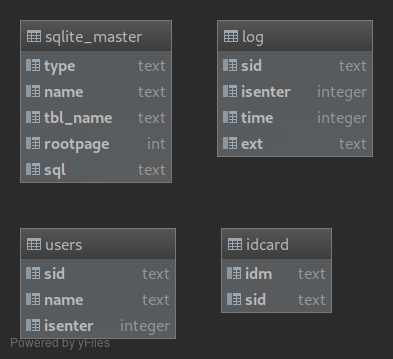 sqlite_master
type text
name text
tbl_name text
rootpage int
sql text
log
sid text
isenter integer
time integer
ext text
users
sid text
name text
isenter integer
idcard
idm text
sid text
Powered by yFiles